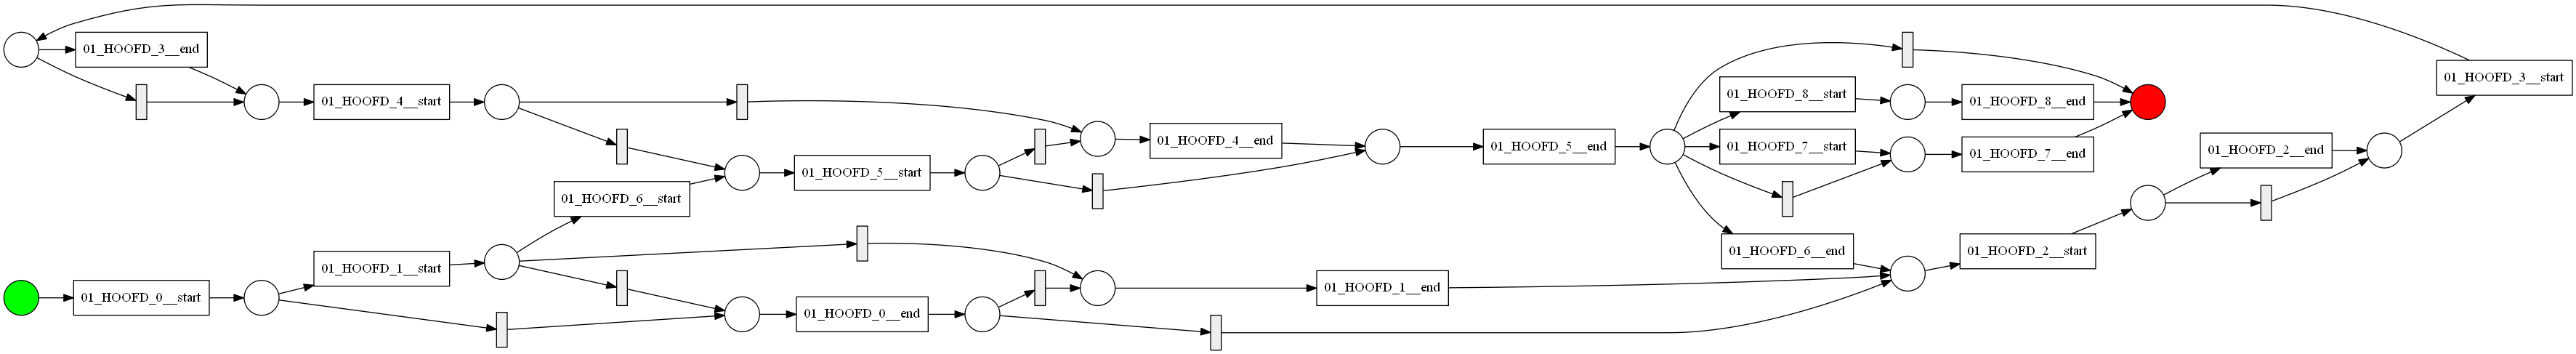 01_HOOFD_3__end
01_HOOFD_3__start
01_HOOFD_4__start
01_HOOFD_8__start
01_HOOFD_8__end
01_HOOFD_4__end
01_HOOFD_5__end
01_HOOFD_7__start
01_HOOFD_7__end
01_HOOFD_2__end
01_HOOFD_5__start
01_HOOFD_6__start
01_HOOFD_6__end
01_HOOFD_2__start
01_HOOFD_1__start
01_HOOFD_1__end
01_HOOFD_0__start
01_HOOFD_0__end